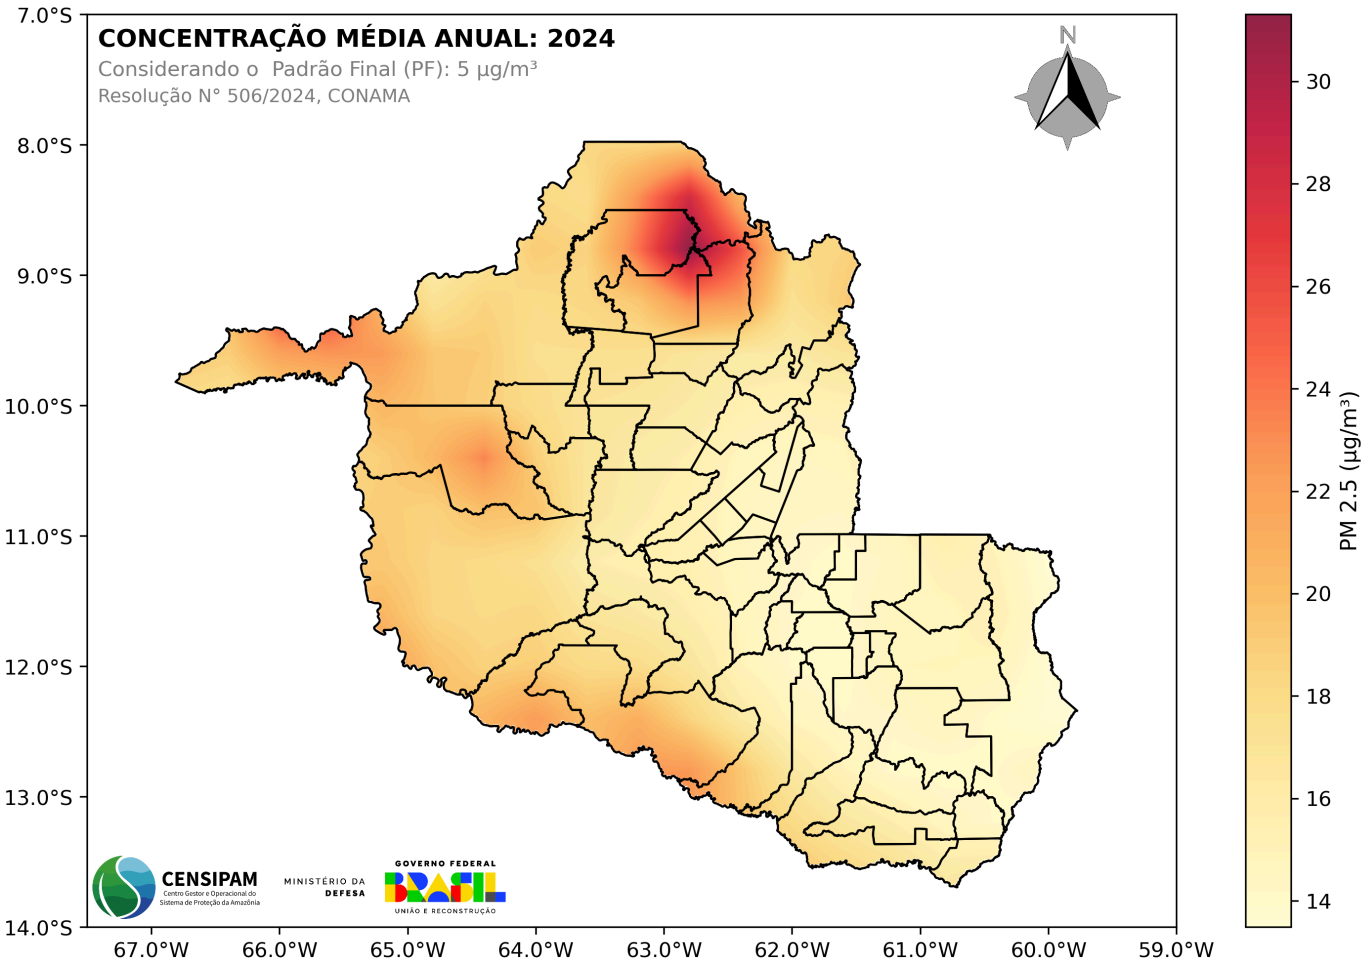 CONCENTRAÇÃO MÉDIA ANUAL: 2024
Considerando o  Padrão Final (PF): 5 µg/m³
Resolução N° 506/2024, CONAMA
N
7.0°S
8.0°S
9.0°S
10.0°S
11.0°S
12.0°S
13.0°S
14.0°S
67.0°W
66.0°W
65.0°W
64.0°W
63.0°W
62.0°W
61.0°W
60.0°W
59.0°W
30
28
26
24
22
20
18
16
14
PM 2.5 (µg/m³)
CENSIPAM
Centro Gestor e Operacional do
Sistema de Proteção da Amazônia
MINISTÉRIO DA
DEFESA
GOVERNO FEDERAL
BRASIL
UNIÃO E RECONSTRUÇÃO